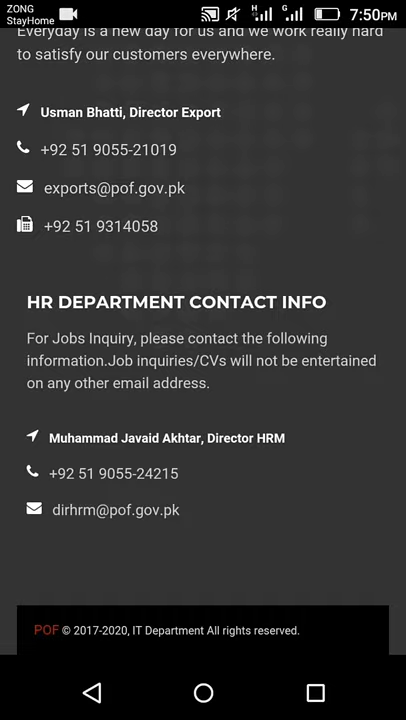 ZONG
StayHome
H
G
7:50PM
Everyday is a new day for us and we work really hard
to satisfy our customers everywhere.
Usman Bhatti, Director Export
+92 51 9055-21019
exports@pof.gov.pk
+92 51 9314058
HR DEPARTMENT CONTACT INFO
For Jobs Inquiry, please contact the following
information.Job inquiries/CVs will not be entertained
on any other email address.
Muhammad Javaid Akhtar, Director HRM
+92 51 9055-24215
dirhrm@pof.gov.pk
POF © 2017-2020, IT Department All rights reserved.